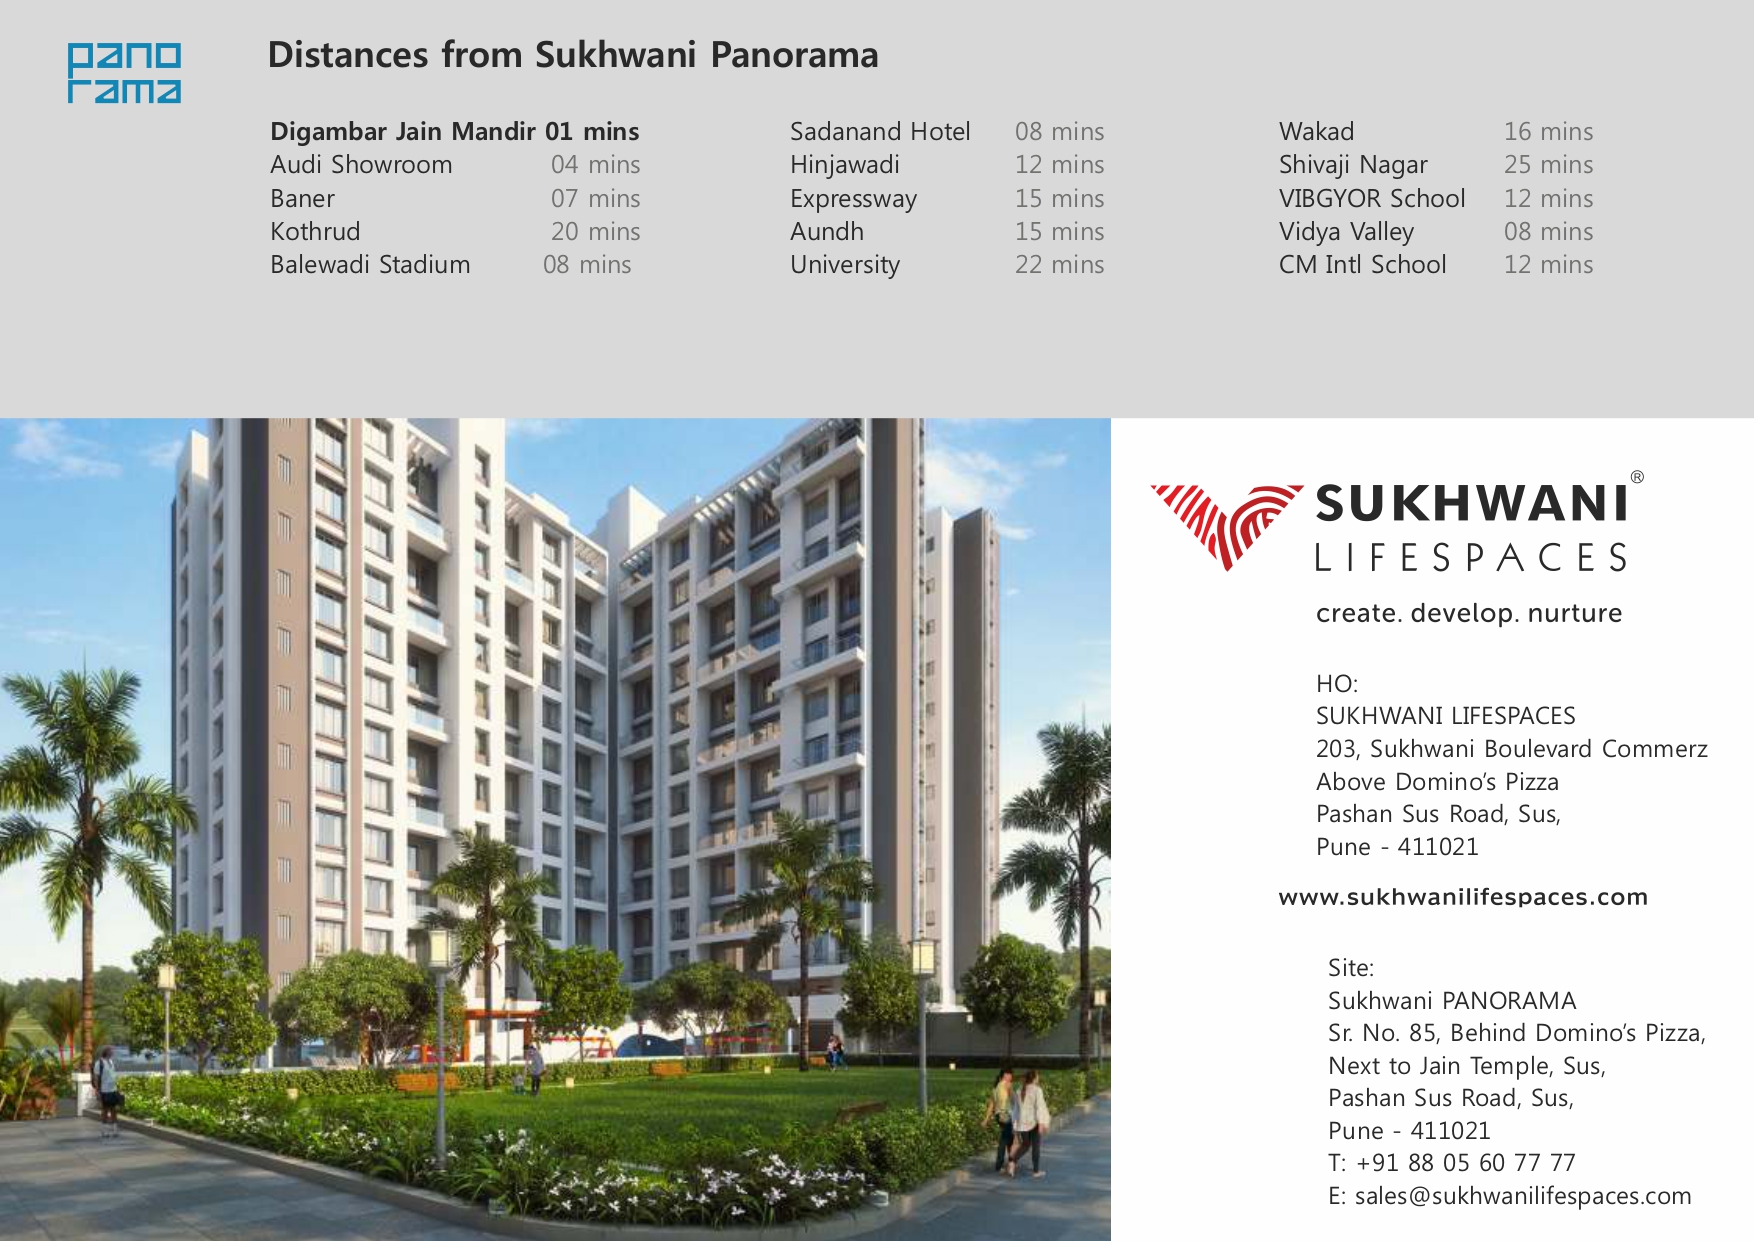 pano
rama
Distances from Sukhwani Panorama
Digambar Jain Mandir 01 mins
Audi Showroom 04 mins
Baner 07 mins
Kothrud 20 mins
Balewadi Stadium 08 mins
Sadanand Hotel 08 mins
Hinjawadi 12 mins
Expressway 15 mins
Aundh 15 mins
University 22 mins
Wakad 16 mins
Shivaji Nagar 25 mins
VIBGYOR School 12 mins
Vidya Valley 08 mins
CM Intl School 12 mins
SUKHWANI®
LIFESPACES
create. develop. nurture
HO:
SUKHWANI LIFESPACES
203, Sukhwani Boulevard Commerz
Above Domino’s Pizza
Pashan Sus Road, Sus,
Pune - 411021
www.sukhwanilifespaces.com
Site:
Sukhwani PANORAMA
Sr. No. 85, Behind Domino’s Pizza,
Next to Jain Temple, Sus,
Pashan Sus Road, Sus,
Pune - 411021
T: +91 88 05 60 77 77
E: sales@sukhwanilifespaces.com